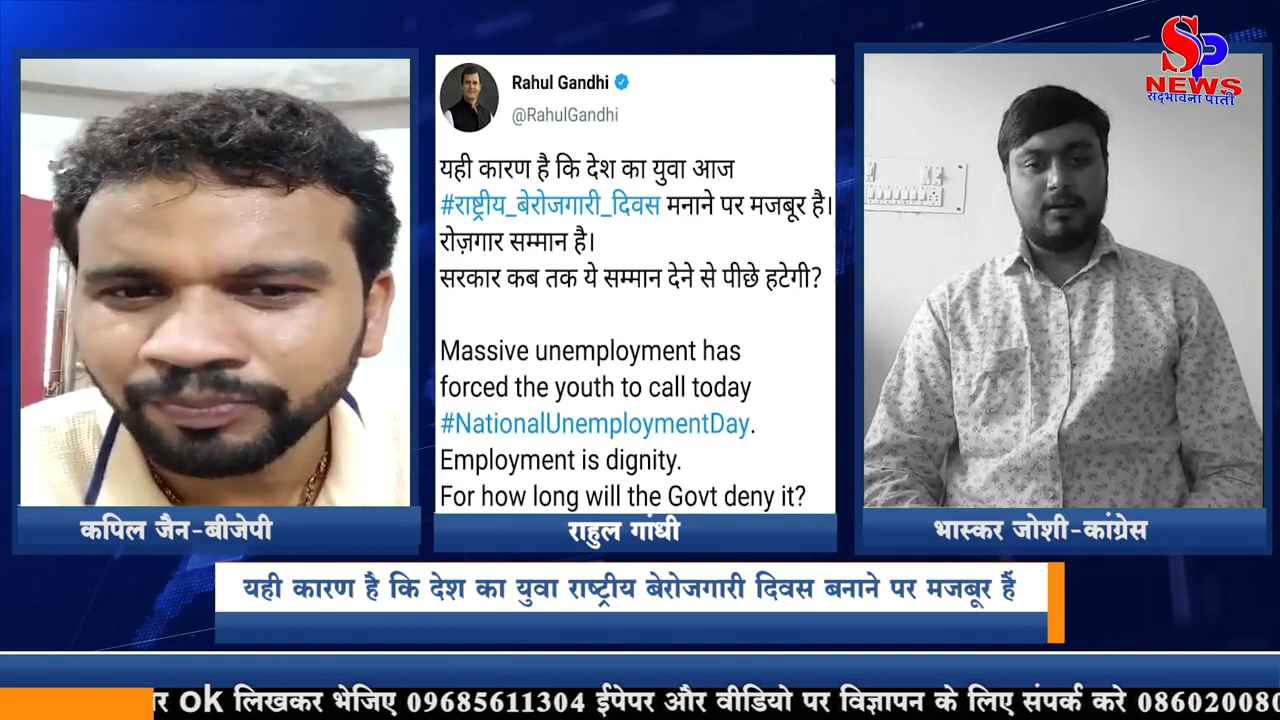 SP
NEWS
सद्भावना पाती
Rahul Gandhi
@RahulGandhi
यही कारण है कि देश का युवा आज
#राष्ट्रीय_बेरोजगारी_दिवस मनाने पर मजबूर है।
रोज़गार सम्मान है।
सरकार कब तक ये सम्मान देने से पीछे हटेगी?
Massive unemployment has
forced the youth to call today
#NationalUnemploymentDay.
Employment is dignity.
For how long will the Govt deny it?
कपिल जैन-बीजेपी
राहुल गांधी
भास्कर जोशी-कांग्रेस
यही कारण है कि देश का युवा राष्ट्रीय बेरोजगारी दिवस बनाने पर मजबूर हैं
ok लिखकर भेजिए 09685611304 ईपेपर और वीडियो पर विज्ञापन के लिए संपर्क करे 08602008